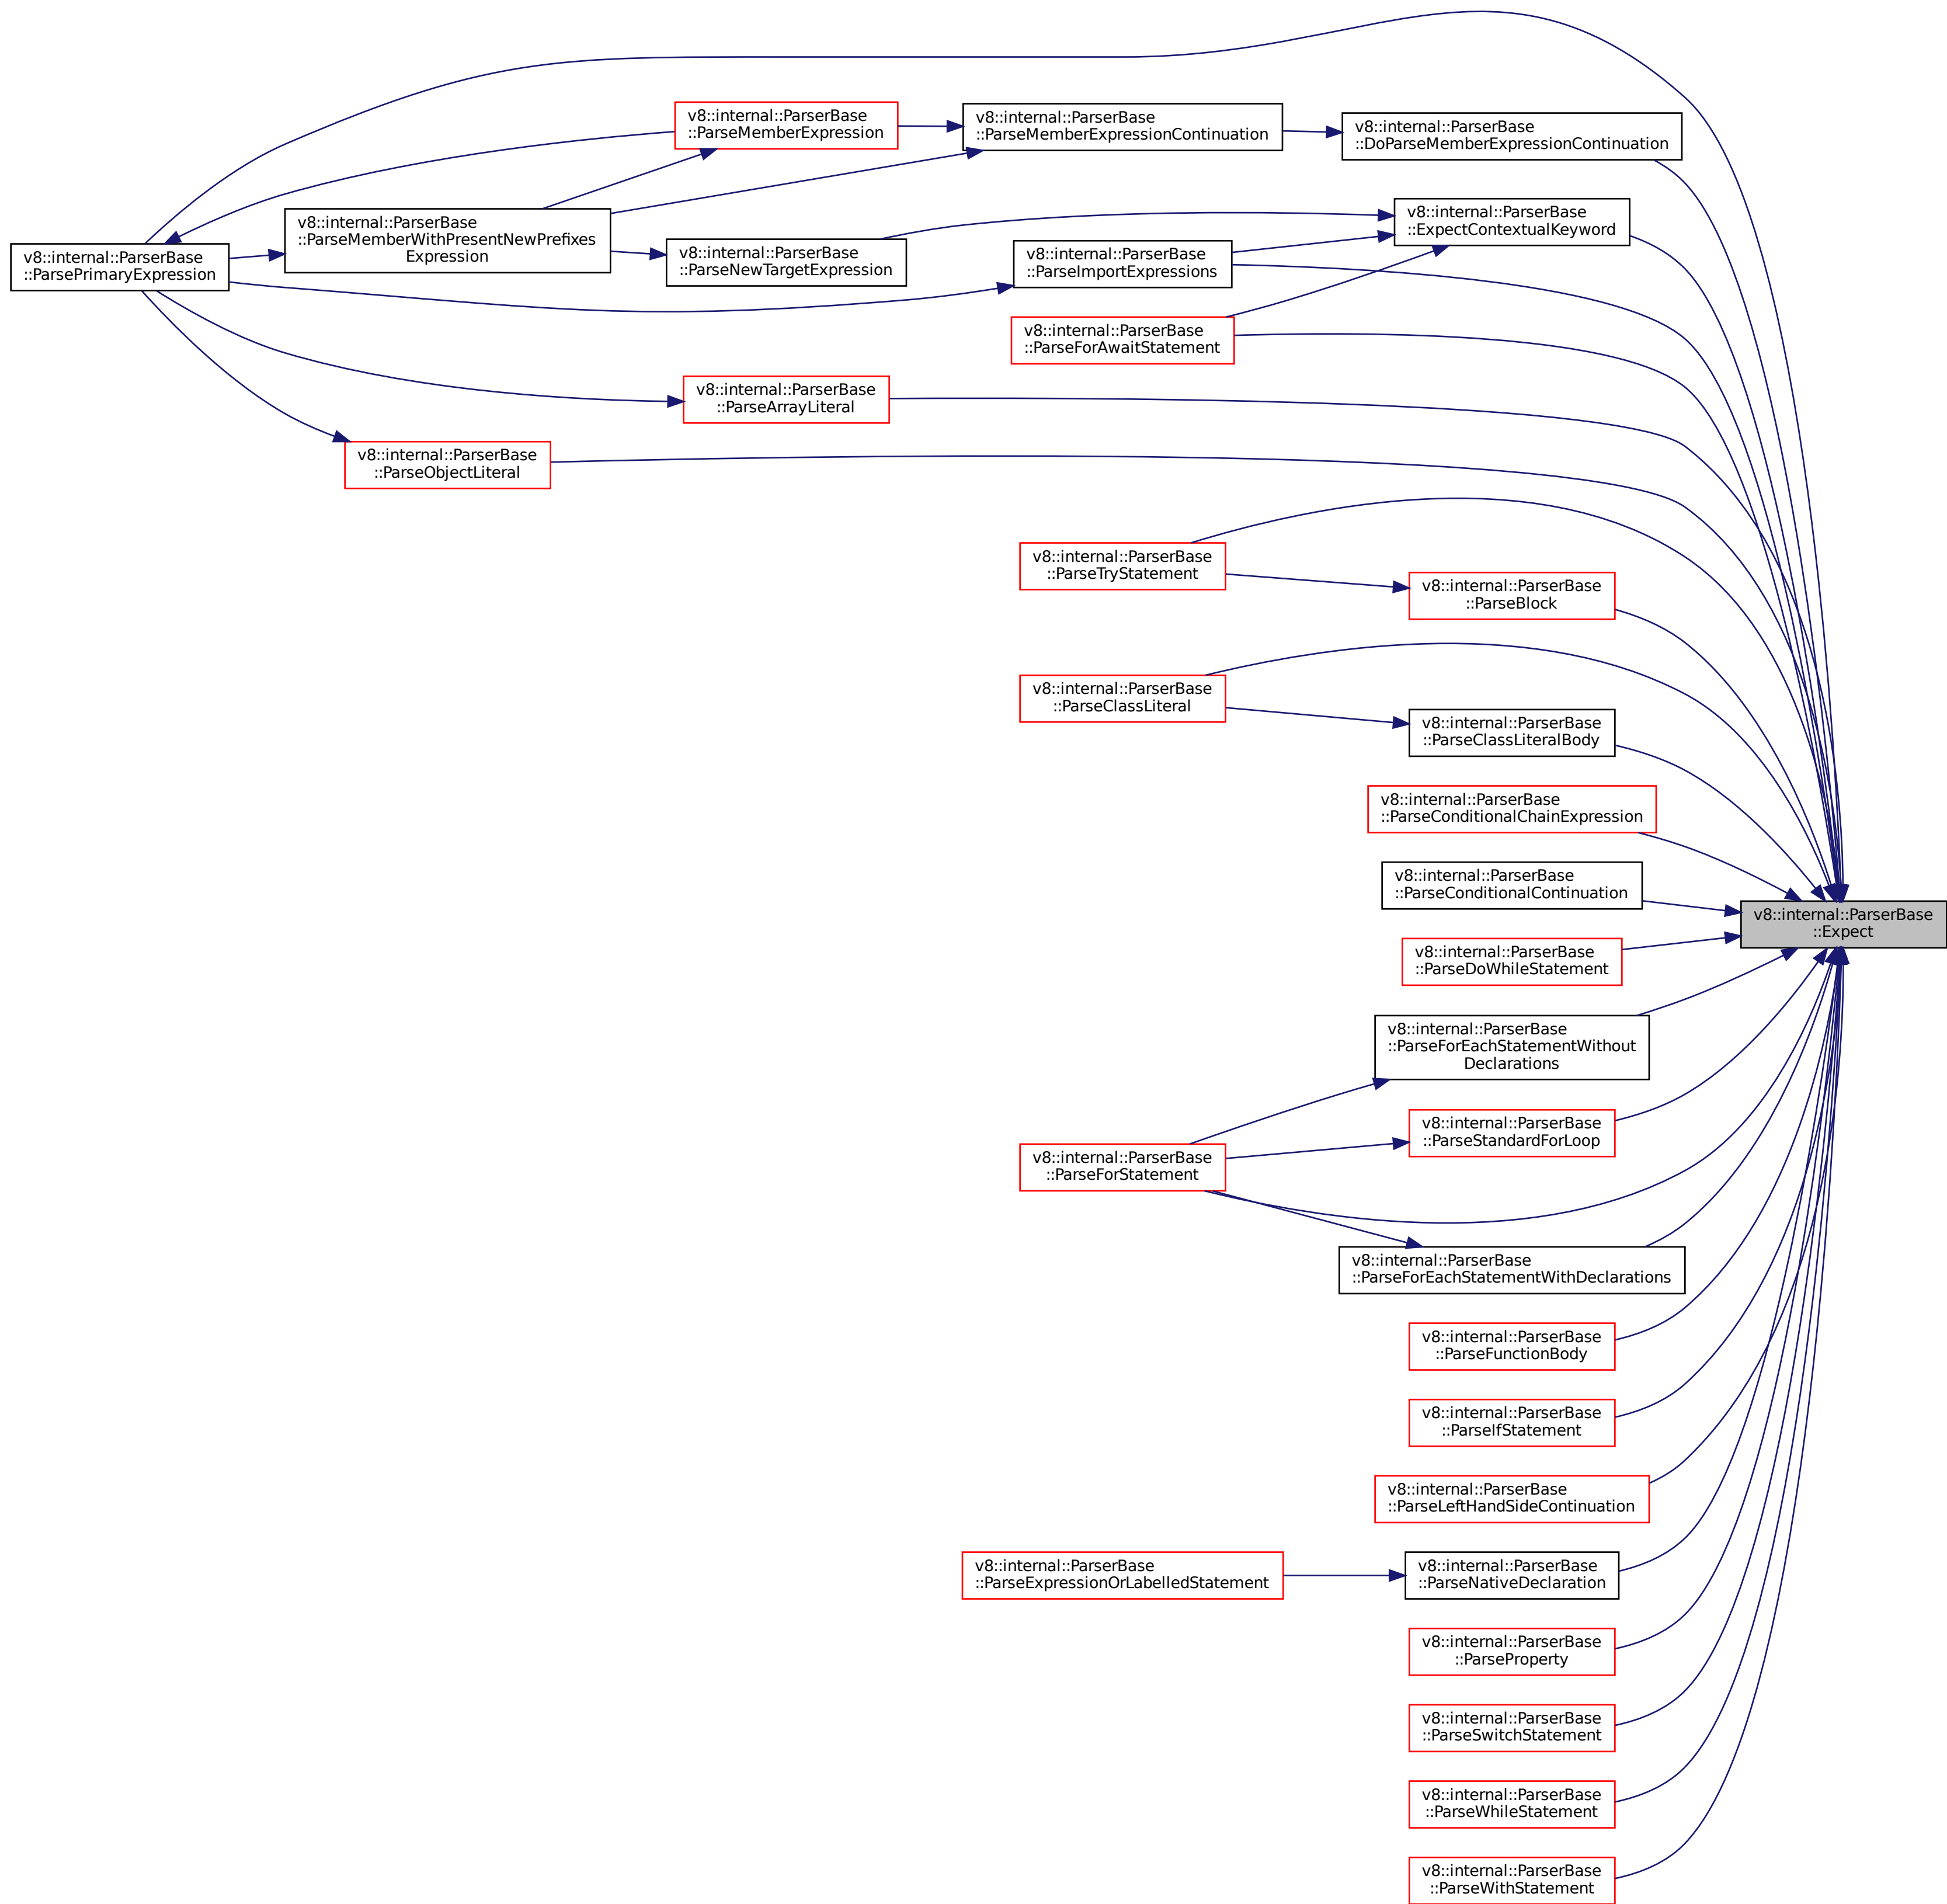 v8::internal::ParserBase
::ParseMemberExpression
v8::internal::ParserBase
::ParseMemberExpressionContinuation
v8::internal::ParserBase
::DoParseMemberExpressionContinuation
v8::internal::ParserBase
::ParsePrimaryExpression
v8::internal::ParserBase
::ParseMemberWithPresentNewPrefixes
Expression
v8::internal::ParserBase
::ParseNewTargetExpression
v8::internal::ParserBase
::ParseImportExpressions
v8::internal::ParserBase
::ExpectContextualKeyword
v8::internal::ParserBase
::ParseForAwaitStatement
v8::internal::ParserBase
::ParseArrayLiteral
v8::internal::ParserBase
::ParseObjectLiteral
v8::internal::ParserBase
::ParseTryStatement
v8::internal::ParserBase
::ParseBlock
v8::internal::ParserBase
::ParseClassLiteral
v8::internal::ParserBase
::ParseClassLiteralBody
v8::internal::ParserBase
::ParseConditionalChainExpression
v8::internal::ParserBase
::ParseConditionalContinuation
v8::internal::ParserBase
::Expect
v8::internal::ParserBase
::ParseDoWhileStatement
v8::internal::ParserBase
::ParseForEachStatementWithout
Declarations
v8::internal::ParserBase
::ParseStandardForLoop
v8::internal::ParserBase
::ParseForStatement
v8::internal::ParserBase
::ParseForEachStatementWithDeclarations
v8::internal::ParserBase
::ParseFunctionBody
v8::internal::ParserBase
::ParseIfStatement
v8::internal::ParserBase
::ParseLeftHandSideContinuation
v8::internal::ParserBase
::ParseExpressionOrLabelledStatement
v8::internal::ParserBase
::ParseNativeDeclaration
v8::internal::ParserBase
::ParseProperty
v8::internal::ParserBase
::ParseSwitchStatement
v8::internal::ParserBase
::ParseWhileStatement
v8::internal::ParserBase
::ParseWithStatement